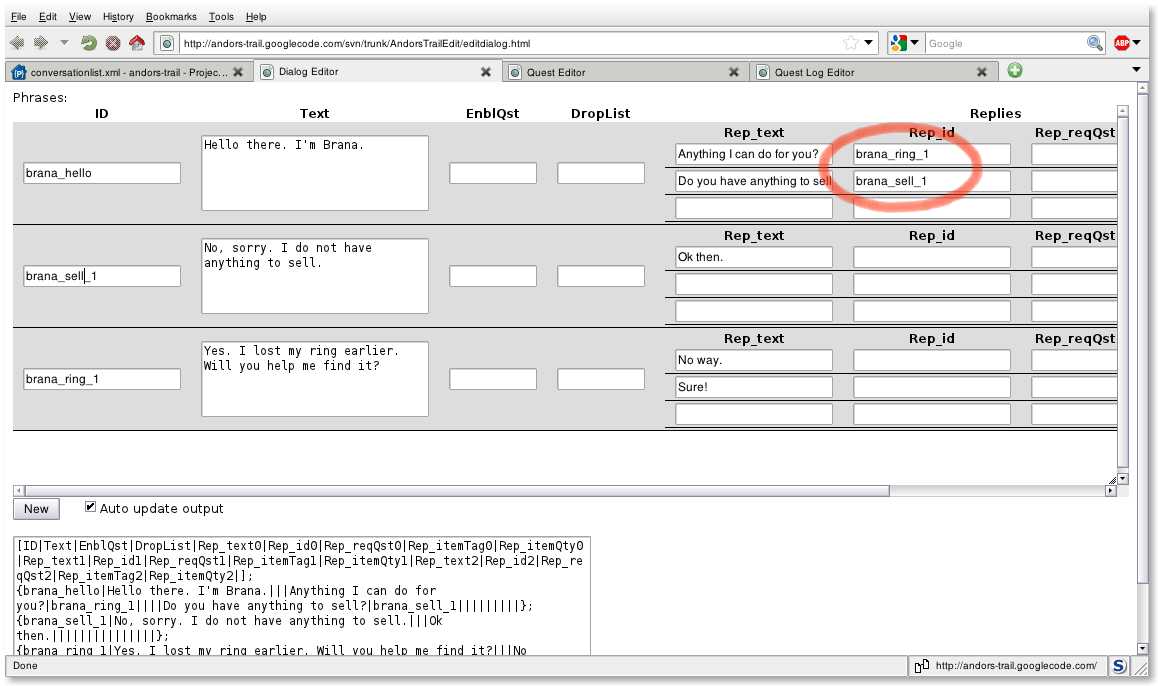 File Edit View History Bookmarks Tools Help
http://andors-trail.googlecode.com/svn/trunk/AndorsTrailEdit/editdialog.html
Google
ABP
conversationlist.xml - andors-trail - Projec...
Dialog Editor
Quest Editor
Quest Log Editor
Phrases:
ID Text EnblQst DropList Replies
Rep_text Rep_id Rep_reqQst
brana_hello
Hello there. I'm Brana.
Anything I can do for you? brana_ring_1
Do you have anything to sell brana_sell_1
Rep_text Rep_id Rep_reqQst
brana_sell_1
No, sorry. I do not have
anything to sell.
Ok then.
Rep_text Rep_id Rep_reqQst
brana_ring_1
Yes. I lost my ring earlier.
Will you help me find it?
No way.
Sure!
New Auto update output
[ID|Text|EnblQst|DropList|Rep_text0|Rep_id0|Rep_reqQst0|Rep_itemTag0|Rep_itemQty0
|Rep_text1|Rep_id1|Rep_reqQst1|Rep_itemTag1|Rep_itemQty1|Rep_text2|Rep_id2|Rep_re
qQst2|Rep_itemTag2|Rep_itemQty2|];
{brana_hello|Hello there. I'm Brana.|||Anything I can do for
you?|brana_ring_1||||Do you have anything to sell?|brana_sell_1|||||||||};
{brana_sell_1|No, sorry. I do not have anything to sell.|||Ok
then.|||||||||||||||};
{brana_ring_1|Yes. I lost my ring earlier. Will you help me find it?|||No
Done
http://andors-trail.googlecode.com/
S